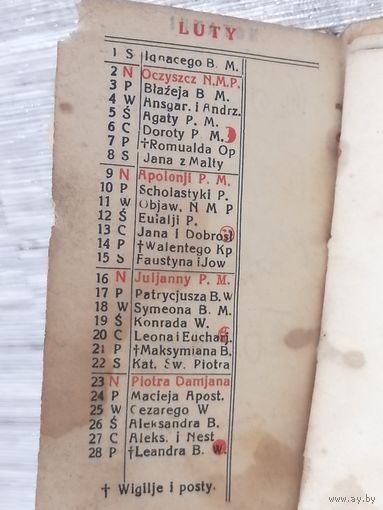 LUTY
1 S Ignacego B. M.
2 N Oczyszcz N.M.P.
3 P Błażeja B. M.
4 W Ansgar. i Andrz.
5 Ś Agaty P. M.
6 C Doroty P. M.
7 P †Romualda Op
8 S Jana z Malty
9 N Apolonji P. M.
10 P Scholastyki P.
11 W Objaw. N M P
12 Ś Eulalji P.
13 C Jana i Dobrosł
14 P †Walentego Kp
15 S Faustyna i Jow
16 N Juljanny P. M.
17 P Patrycjusza B. W
18 W Symeona B. M.
19 Ś Konrada W.
20 C Leona i Eucharj.
21 P †Maksymiana B.
22 S Kat. Św. Piotra
23 N Piotra Damjana
24 P Macieja Apost.
25 W Cezarego W
26 Ś Aleksandra B.
27 C Aleks. i Nest
28 P †Leandra B. W.
† Wigilje i posty.
www.ay.by